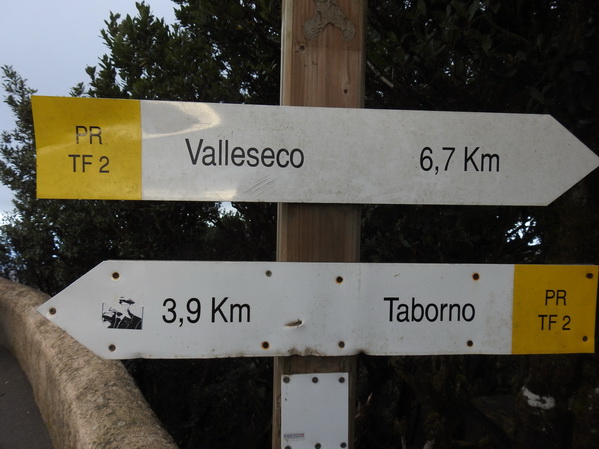 PR
TF 2
Valleseco 6,7 Km
3,9 Km Taborno
PR
TF 2